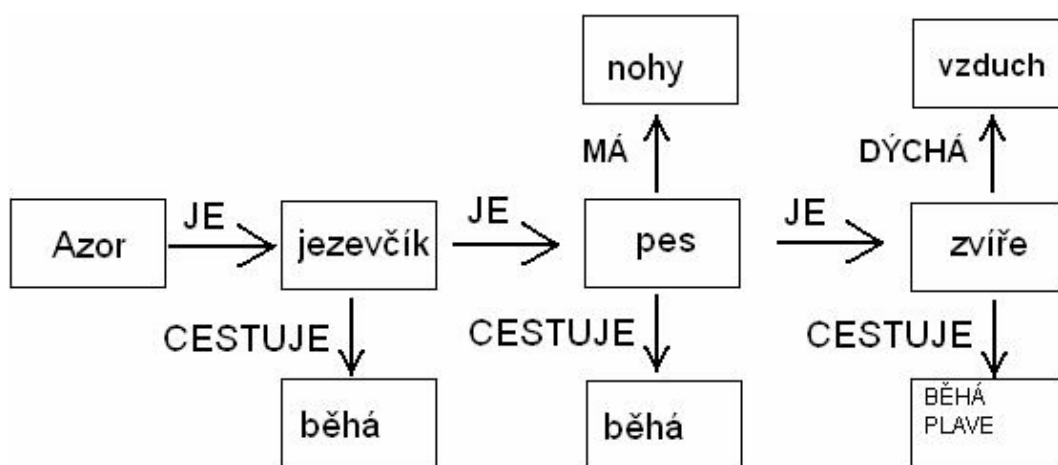 nohy
vzduch
MÁ
DÝCHÁ
JE
JE
JE
Azor
jezevčík
pes
zvíře
CESTUJE
CESTUJE
CESTUJE
běhá
běhá
BĚHÁ
PLAVE